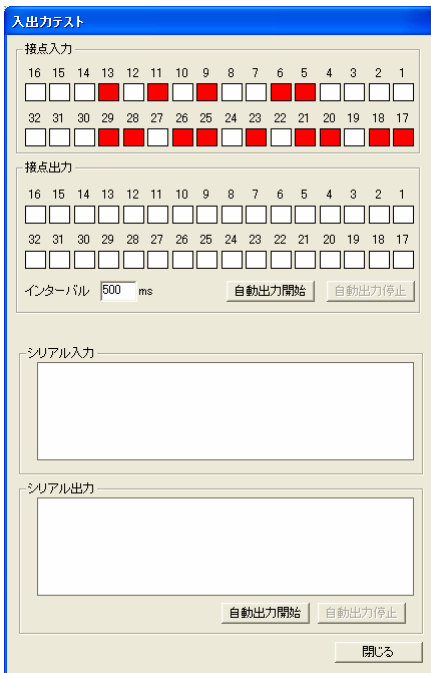 入出力テスト
接点入力
16 15 14 13 12 11 10 9 8 7 6 5 4 3 2 1
32 31 30 29 28 27 26 25 24 23 22 21 20 19 18 17
接点出力
16 15 14 13 12 11 10 9 8 7 6 5 4 3 2 1
32 31 30 29 28 27 26 25 24 23 22 21 20 19 18 17
インターバル 500 ms 自動出力開始 自動出力停止
シリアル入力
シリアル出力
自動出力開始 自動出力停止
閉じる